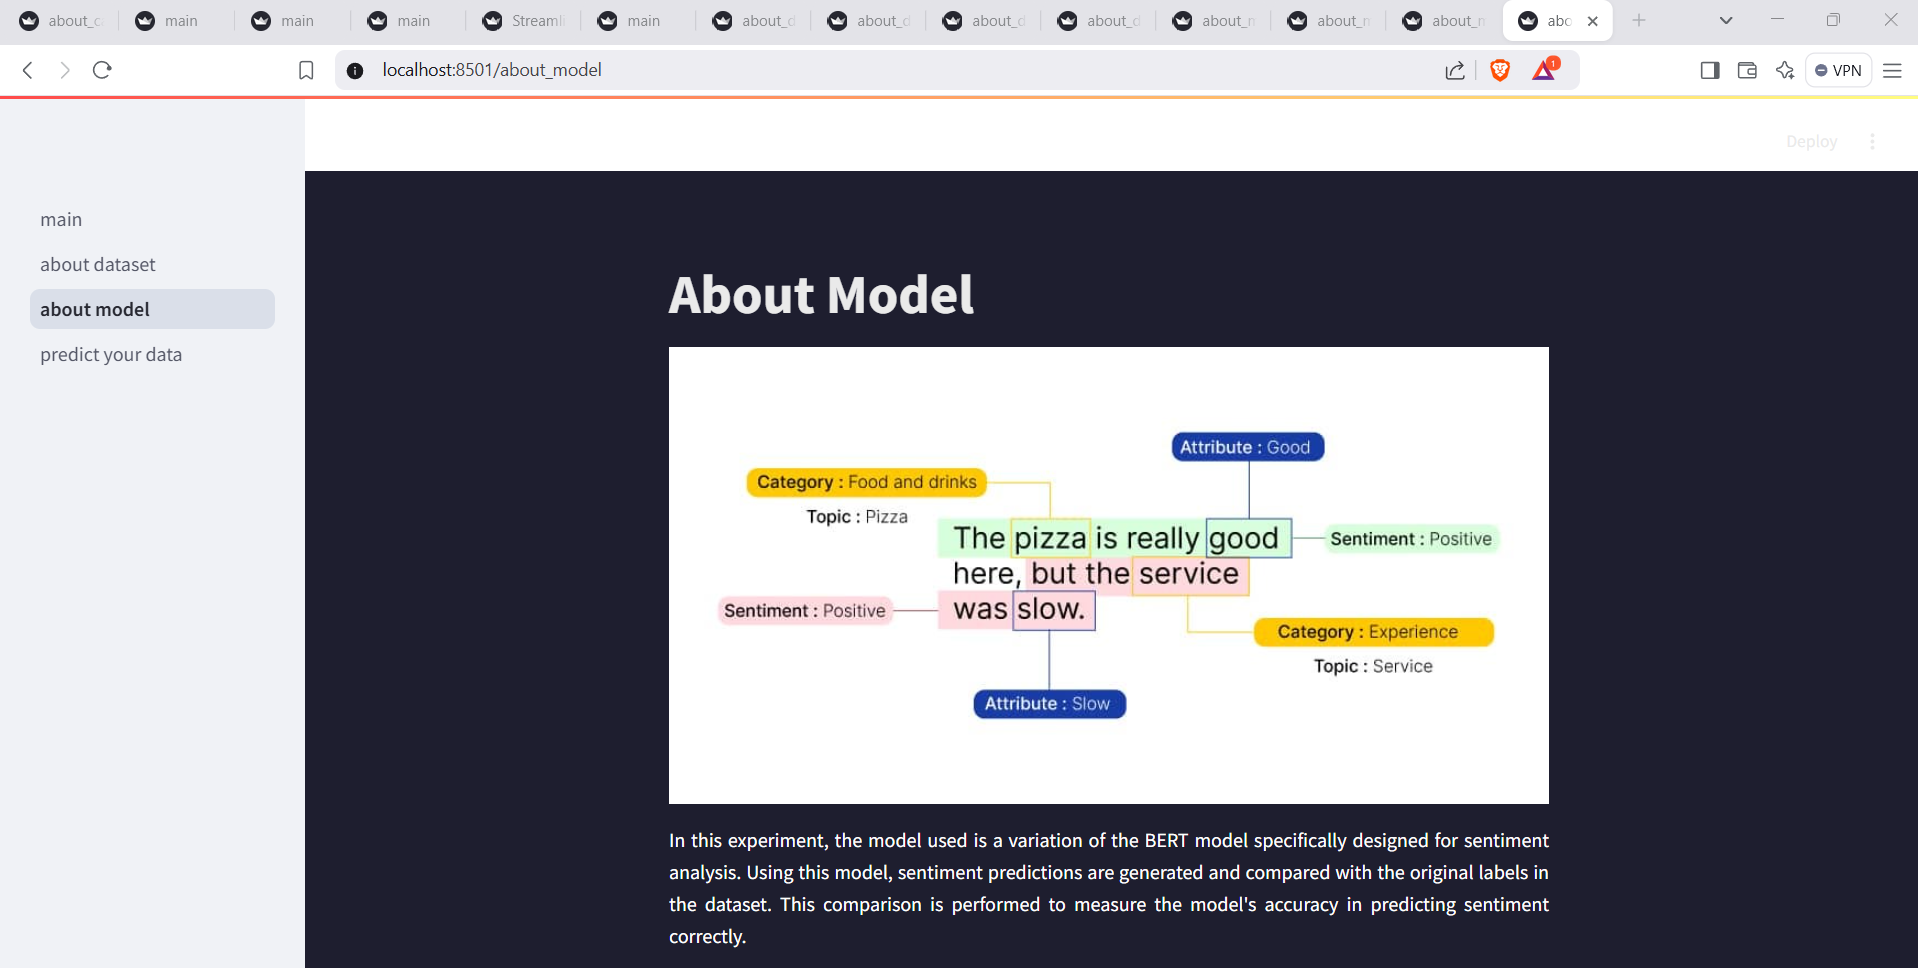 about_c
main
main
main
Streaml
main
about_d
about_d
about_d
about_d
about_n
about_n
about_m
abo
localhost:8501/about_model
1
VPN
Deploy
main
about dataset
about model
predict your data
About Model
Attribute : Good
Category : Food and drinks
Topic : Pizza
The pizza is really good
Sentiment : Positive
here, but the service
Sentiment : Positive
was slow.
Category : Experience
Topic : Service
Attribute : Slow
In this experiment, the model used is a variation of the BERT model specifically designed for sentiment
analysis. Using this model, sentiment predictions are generated and compared with the original labels in
the dataset. This comparison is performed to measure the model's accuracy in predicting sentiment
correctly.